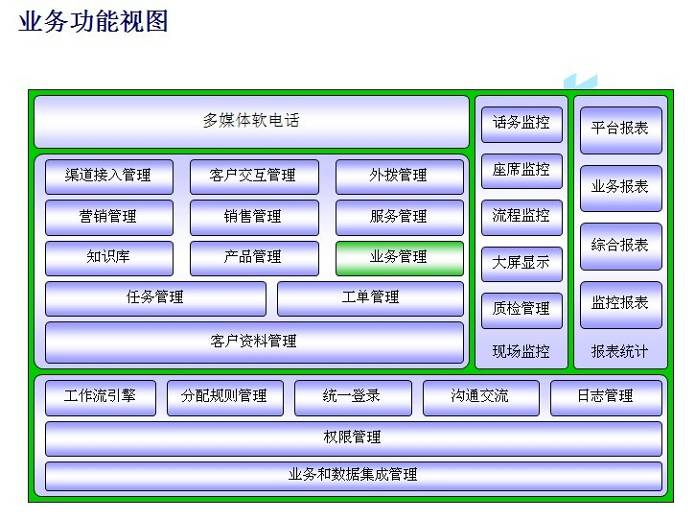 业务功能视图
多媒体软电话
渠道接入管理 客户交互管理 外拨管理
营销管理 销售管理 服务管理
知识库 产品管理 业务管理
任务管理 工单管理
客户资料管理
话务监控
座席监控
流程监控
大屏显示
质检管理
现场监控
平台报表
业务报表
综合报表
监控报表
报表统计
工作流引擎 分配规则管理 统一登录 沟通交流 日志管理
权限管理
业务和数据集成管理